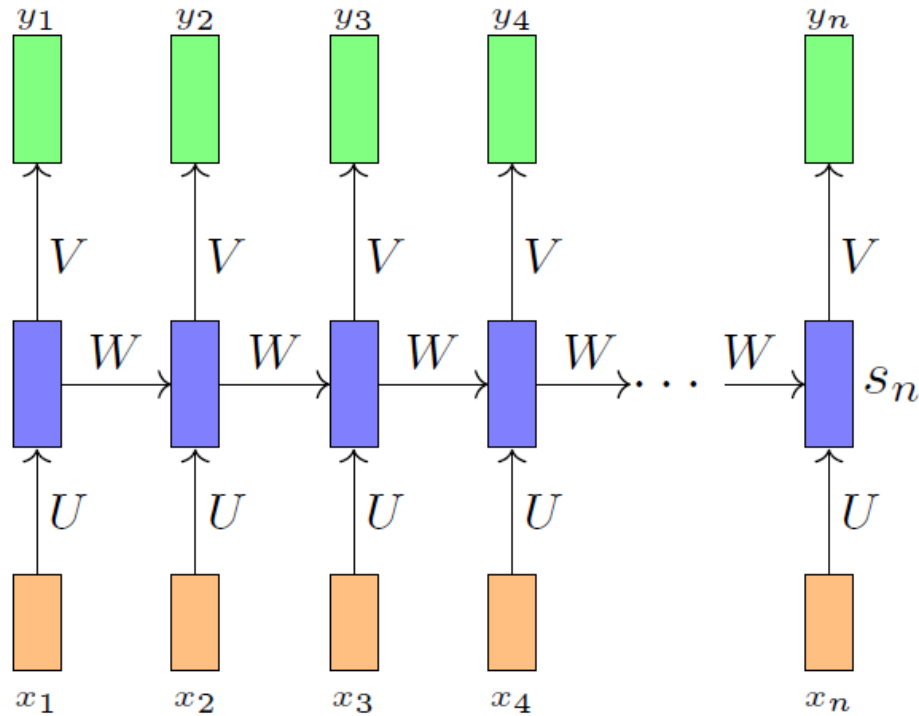 y₁ y₂ y₃ y₄ yₙ
V V V V V
W W W W · · · W sₙ
U U U U U
x₁ x₂ x₃ x₄ xₙ